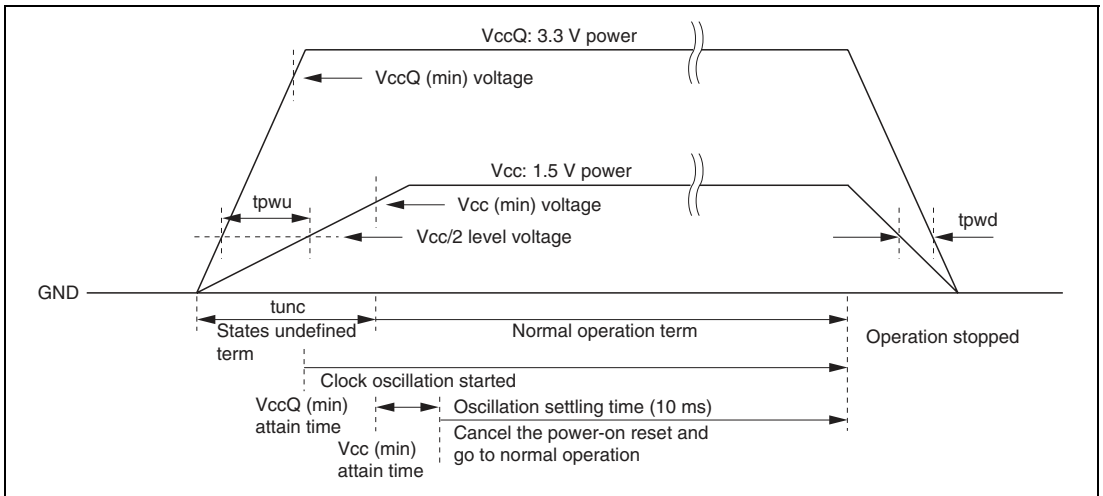 VccQ: 3.3 V power
VccQ (min) voltage
Vcc: 1.5 V power
tpwu
Vcc (min) voltage
Vcc/2 level voltage
tpwd
GND
tunc
States undefined
term
Normal operation term
Operation stopped
Clock oscillation started
VccQ (min)
attain time
Oscillation settling time (10 ms)
Vcc (min)
attain time
Cancel the power-on reset and
go to normal operation